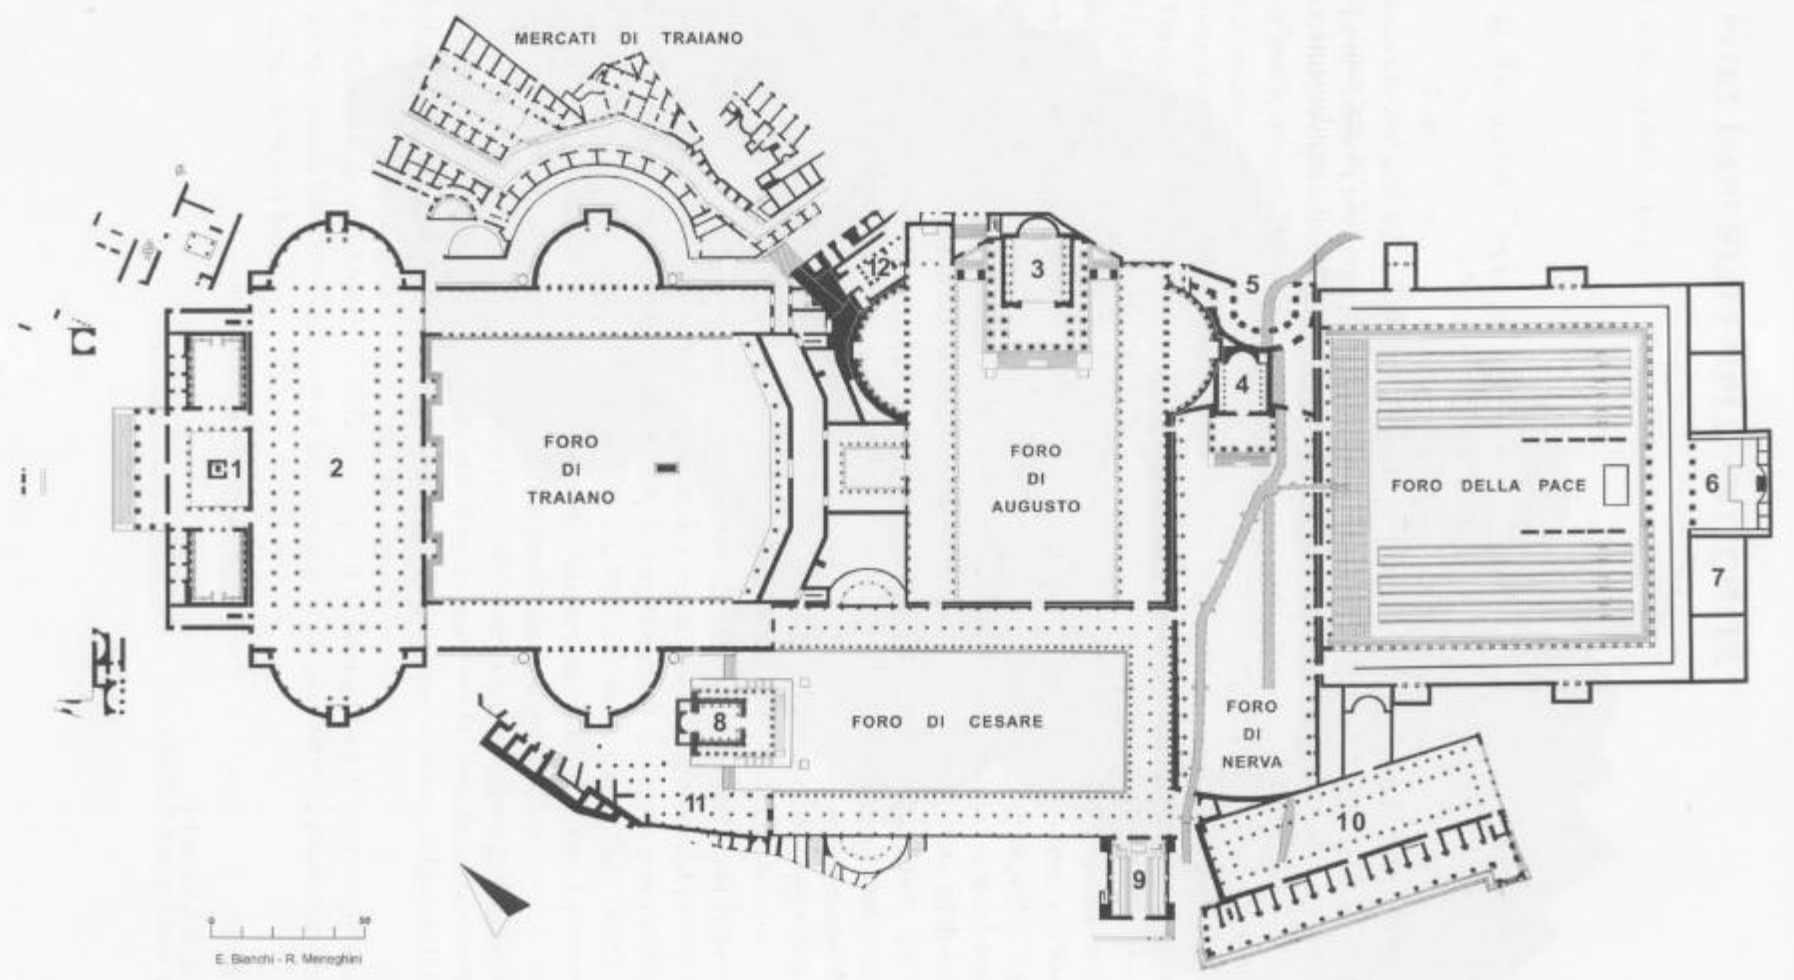 MERCATI DI TRAIANO
12
3
5
4
1
2
FORO
DI
TRAIANO
FORO
DI
AUGUSTO
FORO DELLA PACE
6
7
8
FORO DI CESARE
FORO
DI
NERVA
11
10
9
0 50
E. Bianchi - R. Meneghini